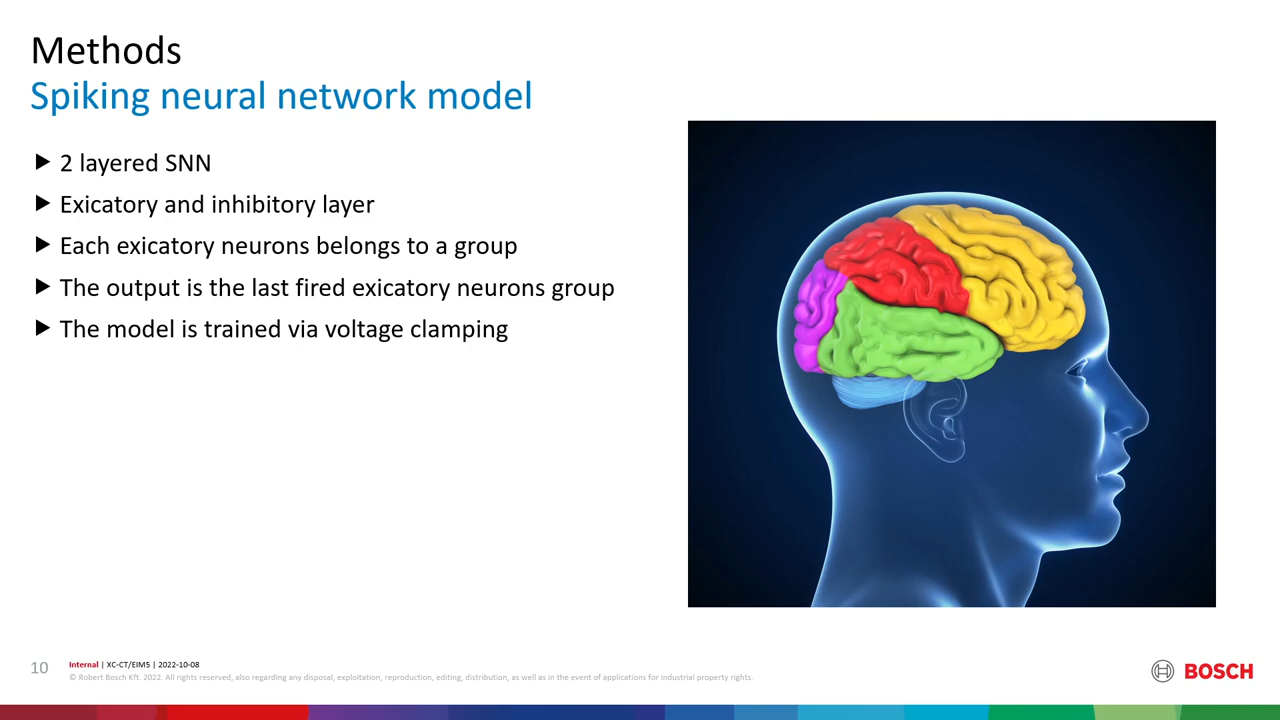 Methods
Spiking neural network model
2 layered SNN
Exicatory and inhibitory layer
Each exicatory neurons belongs to a group
The output is the last fired exicatory neurons group
The model is trained via voltage clamping
10
Internal | XC-CT/EIM5 | 2022-10-08
© Robert Bosch Kft. 2022. All rights reserved, also regarding any disposal, exploitation, reproduction, editing, distribution, as well as in the event of applications for industrial property rights.
BOSCH